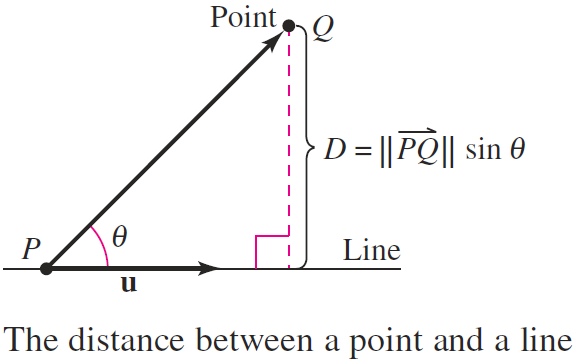 Point
Q
D = ||PQ⃗|| sin θ
P
θ
Line
u
The distance between a point and a line